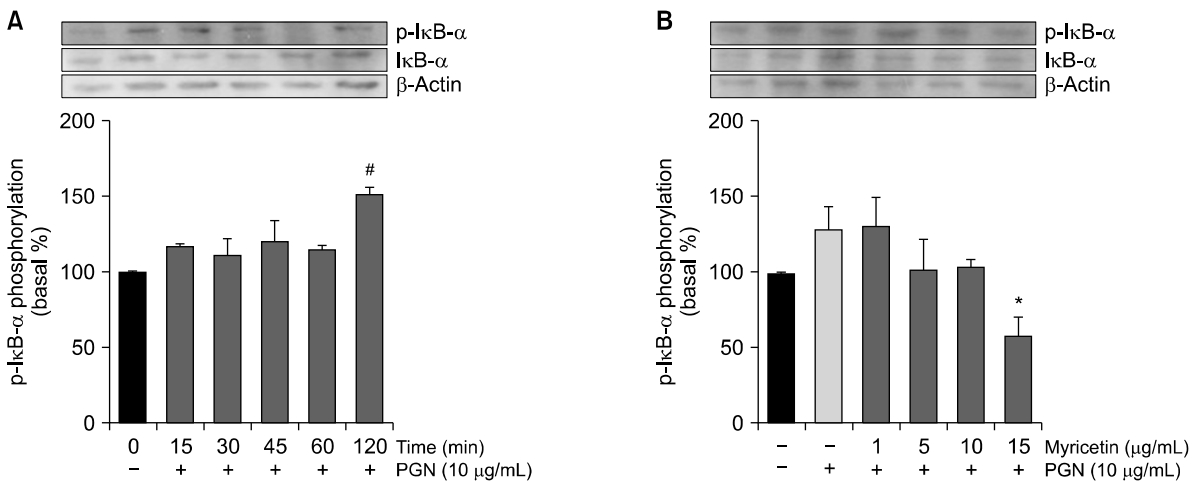 A
p-IκB-α
IκB-α
β-Actin
p-IκB-α phosphorylation
(basal %)
200
150
100
50
0
#
0 15 30 45 60 120 Time (min)
– + + + + + PGN (10 μg/mL)
B
p-IκB-α
IκB-α
β-Actin
p-IκB-α phosphorylation
(basal %)
200
150
100
50
0
*
– – 1 5 10 15 Myricetin (μg/mL)
– + + + + + PGN (10 μg/mL)